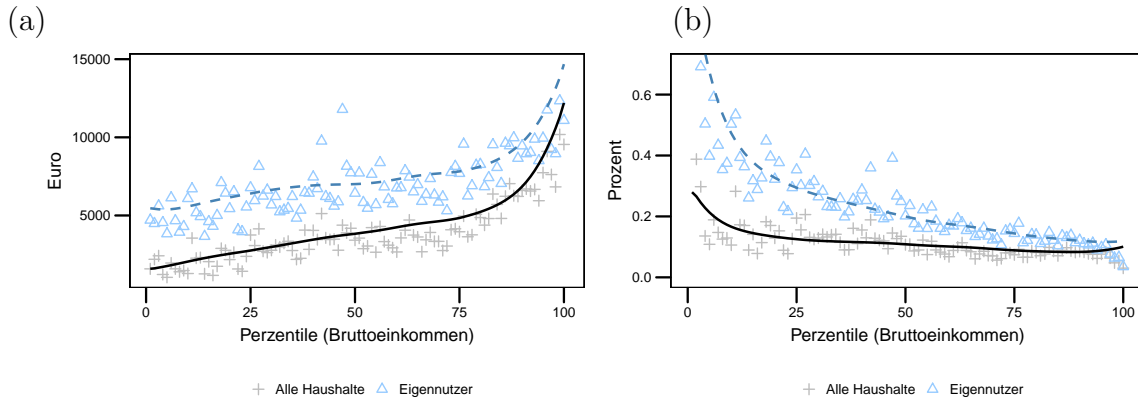 (a)
15000
10000
5000
Euro
0 25 50 75 100
Perzentile (Bruttoeinkommen)
Alle Haushalte Eigennutzer
(b)
0.6
0.4
0.2
0.0
Prozent
0 25 50 75 100
Perzentile (Bruttoeinkommen)
Alle Haushalte Eigennutzer